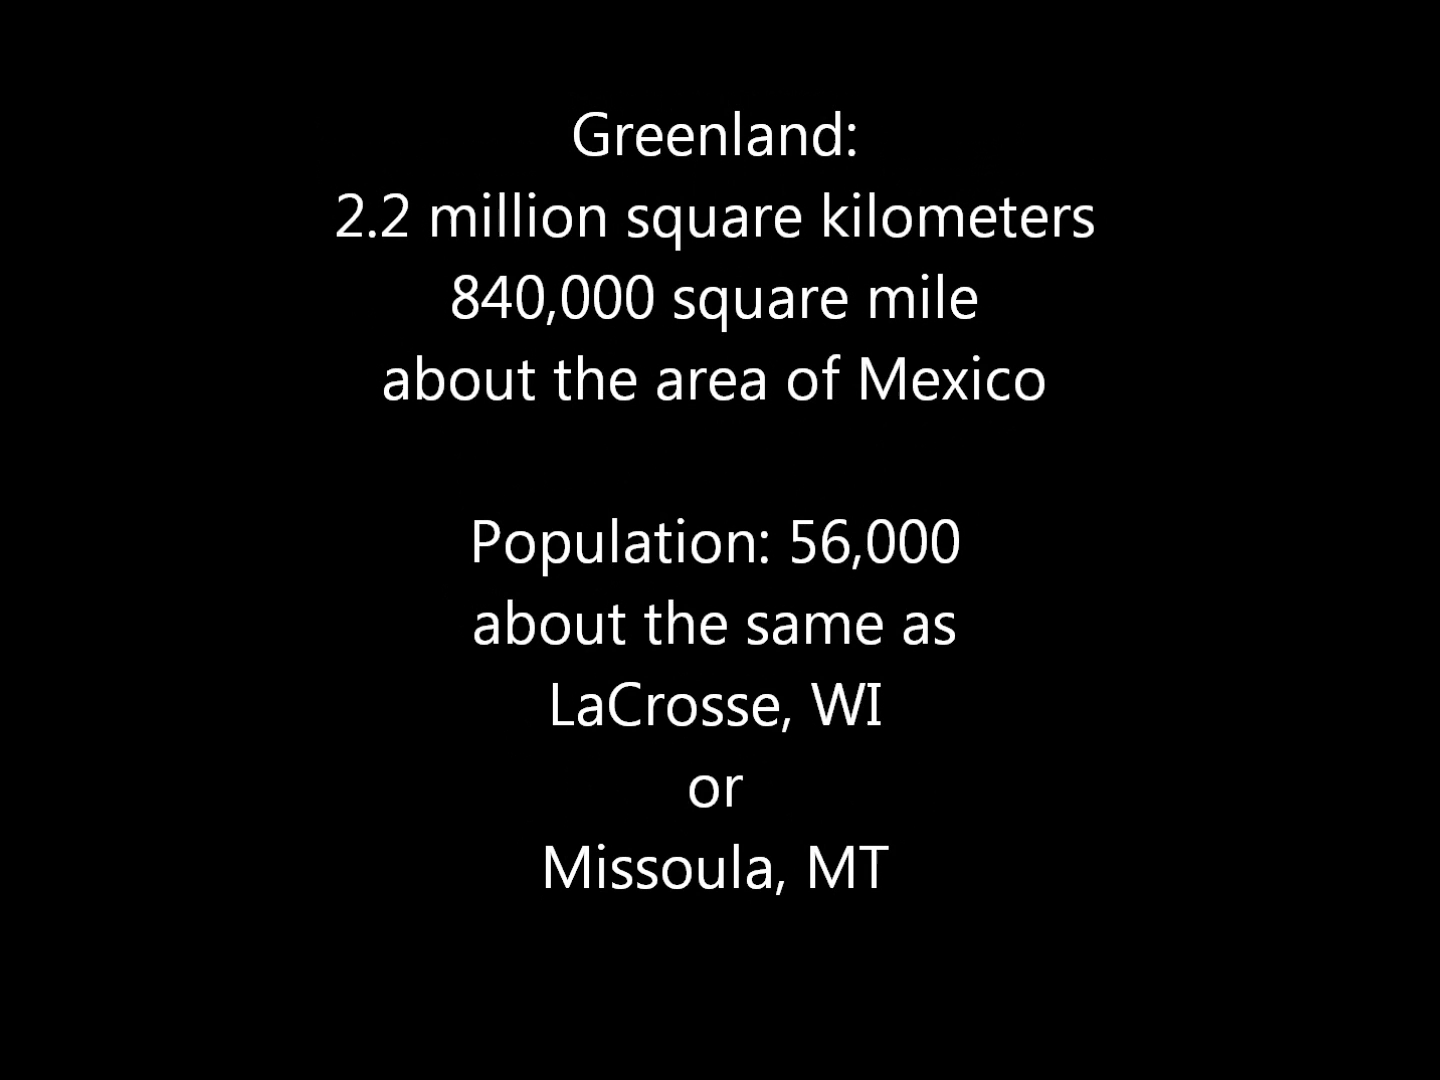 Greenland:
2.2 million square kilometers
840,000 square mile
about the area of Mexico
Population: 56,000
about the same as
LaCrosse, WI
or
Missoula, MT